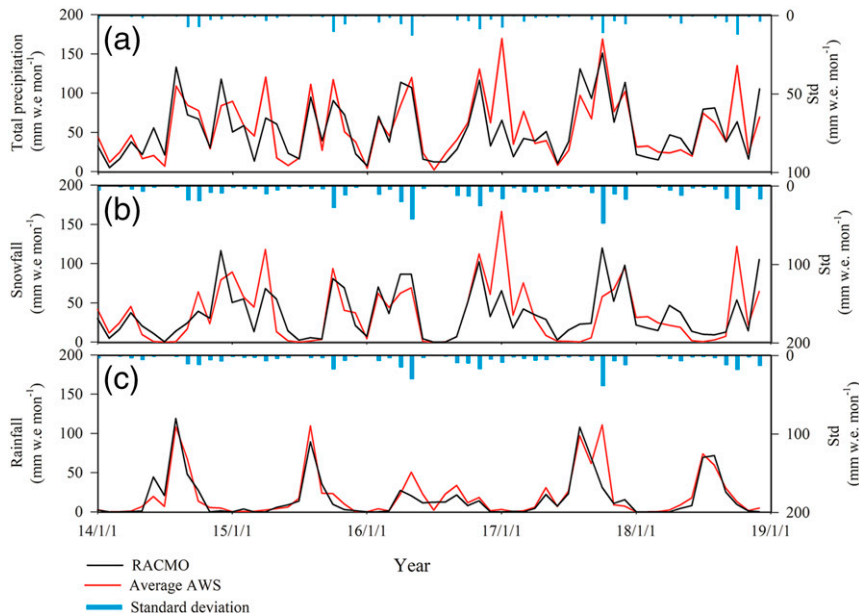 (a)
Total precipitation
(mm w.e mon⁻¹)
200
150
100
50
0
0
50
100
Std
(mm w.e mon⁻¹)
(b)
Snowfall
(mm w.e mon⁻¹)
200
150
100
50
0
0
100
200
Std
(mm w.e mon⁻¹)
(c)
Rainfall
(mm w.e mon⁻¹)
200
150
100
50
0
0
100
200
Std
(mm w.e mon⁻¹)
14/1/1 15/1/1 16/1/1 17/1/1 18/1/1 19/1/1
Year
RACMO
Average AWS
Standard deviation